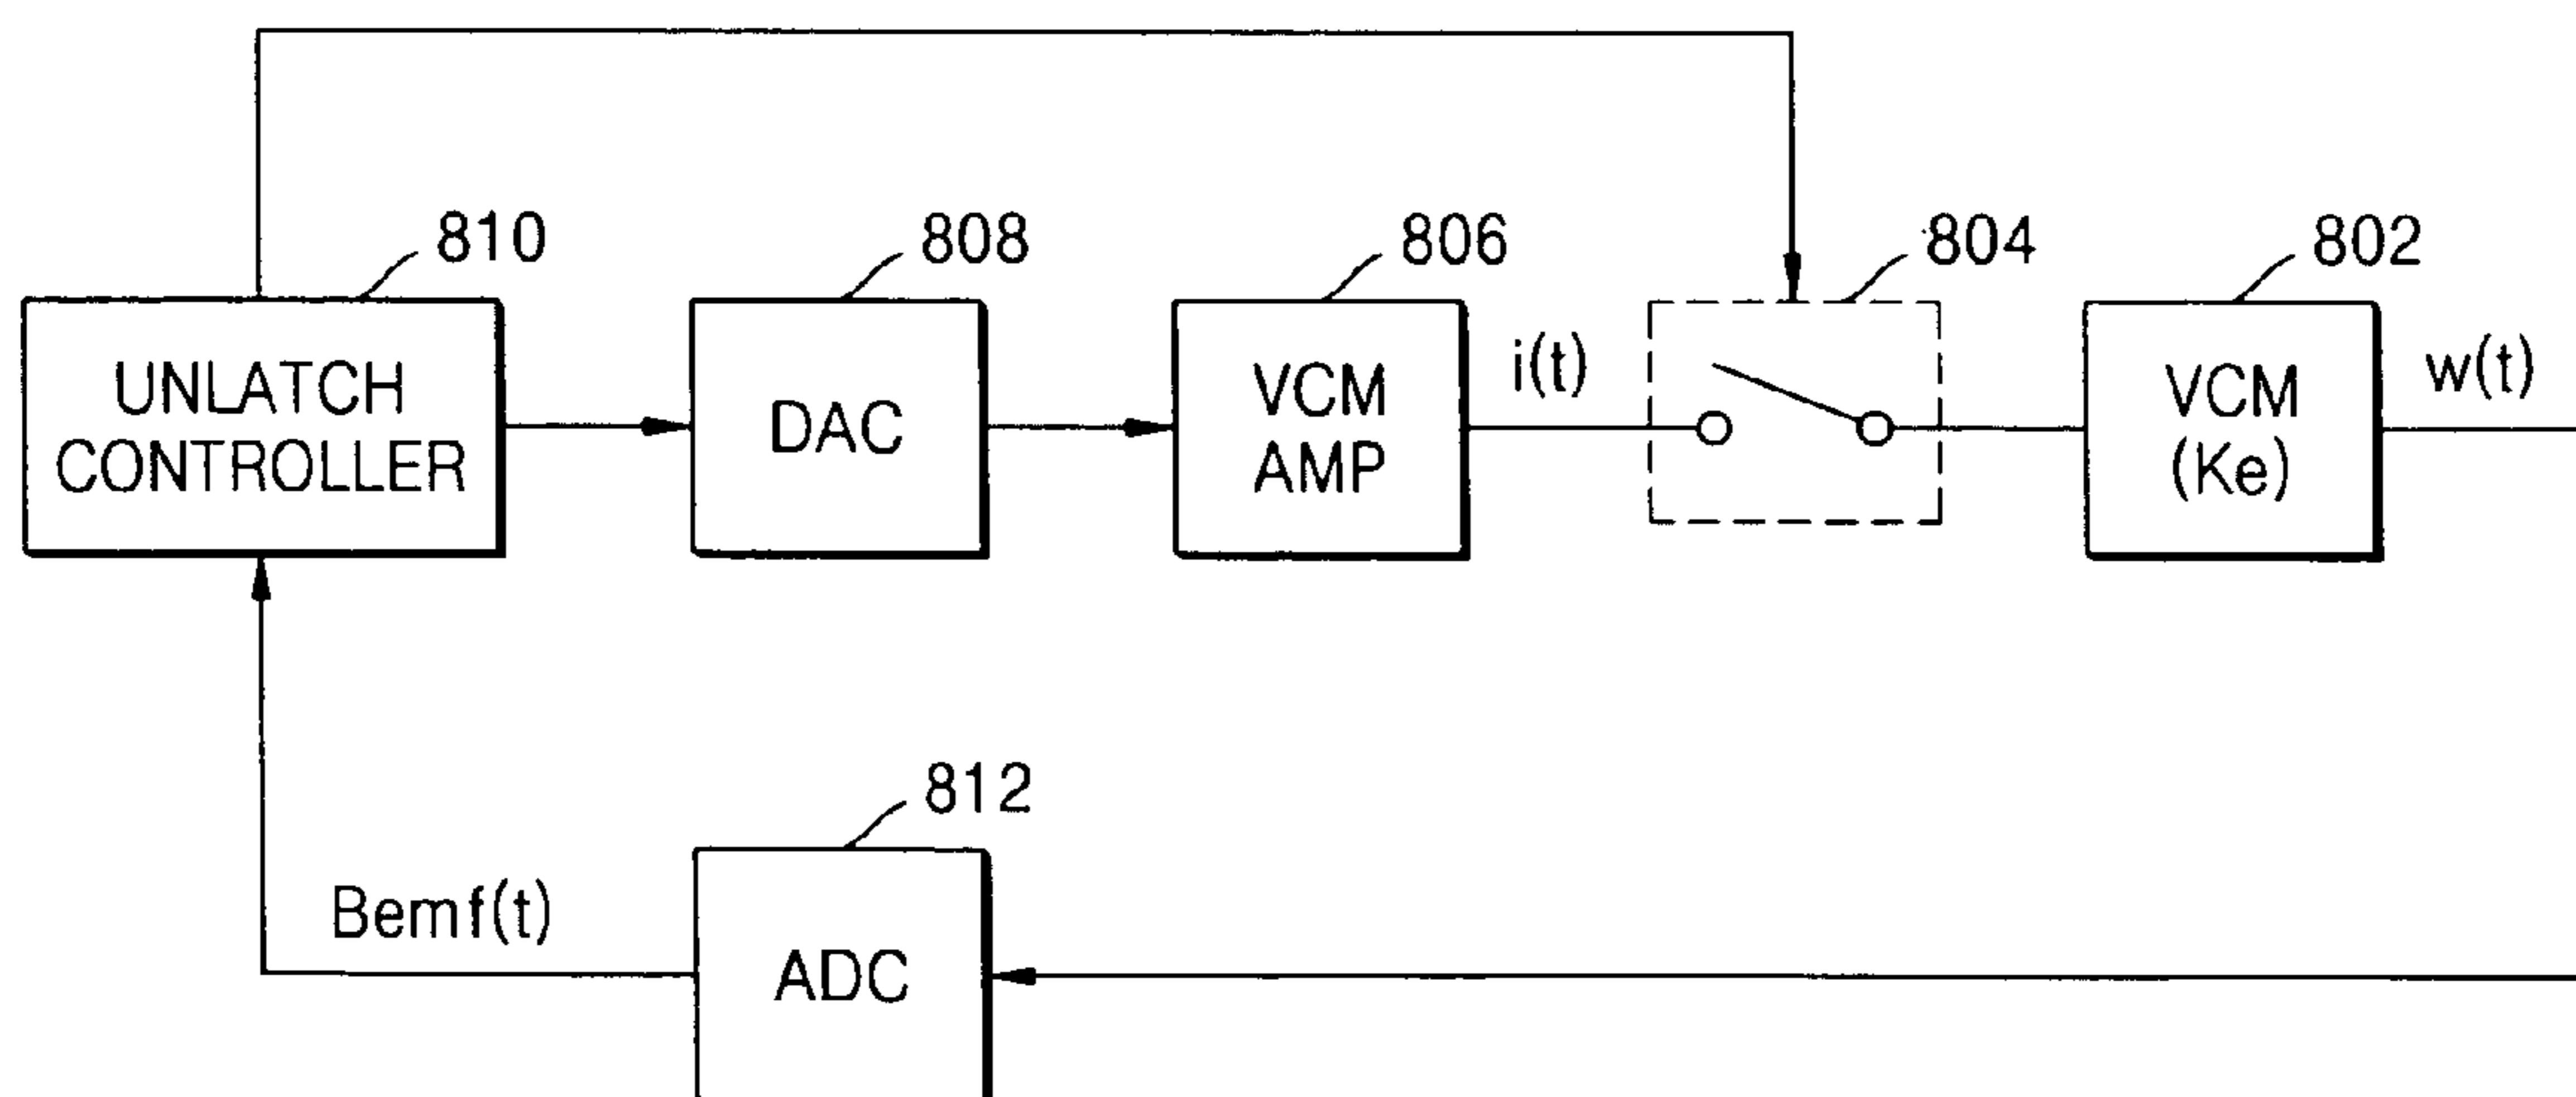 810
808
806
804
802
UNLATCH
CONTROLLER
DAC
VCM
AMP
i(t)
VCM
(Ke)
w(t)
812
Bemf(t)
ADC